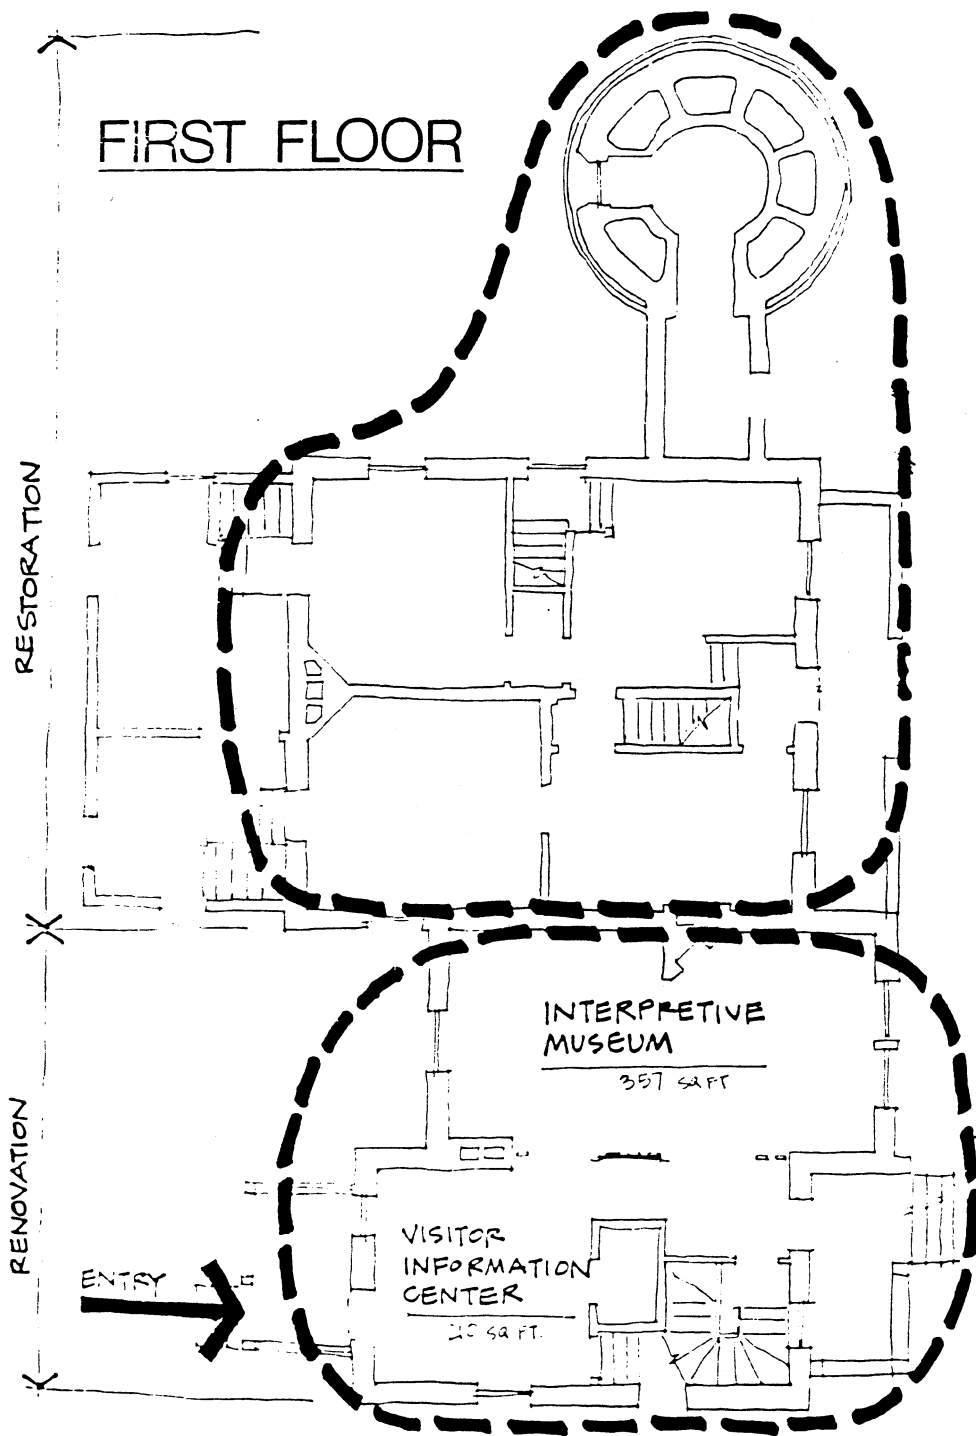 FIRST FLOOR
RESTORATION
INTERPRETIVE
MUSEUM
357 SQ FT
RENOVATION
VISITOR
INFORMATION
CENTER
SQ FT.
ENTRY